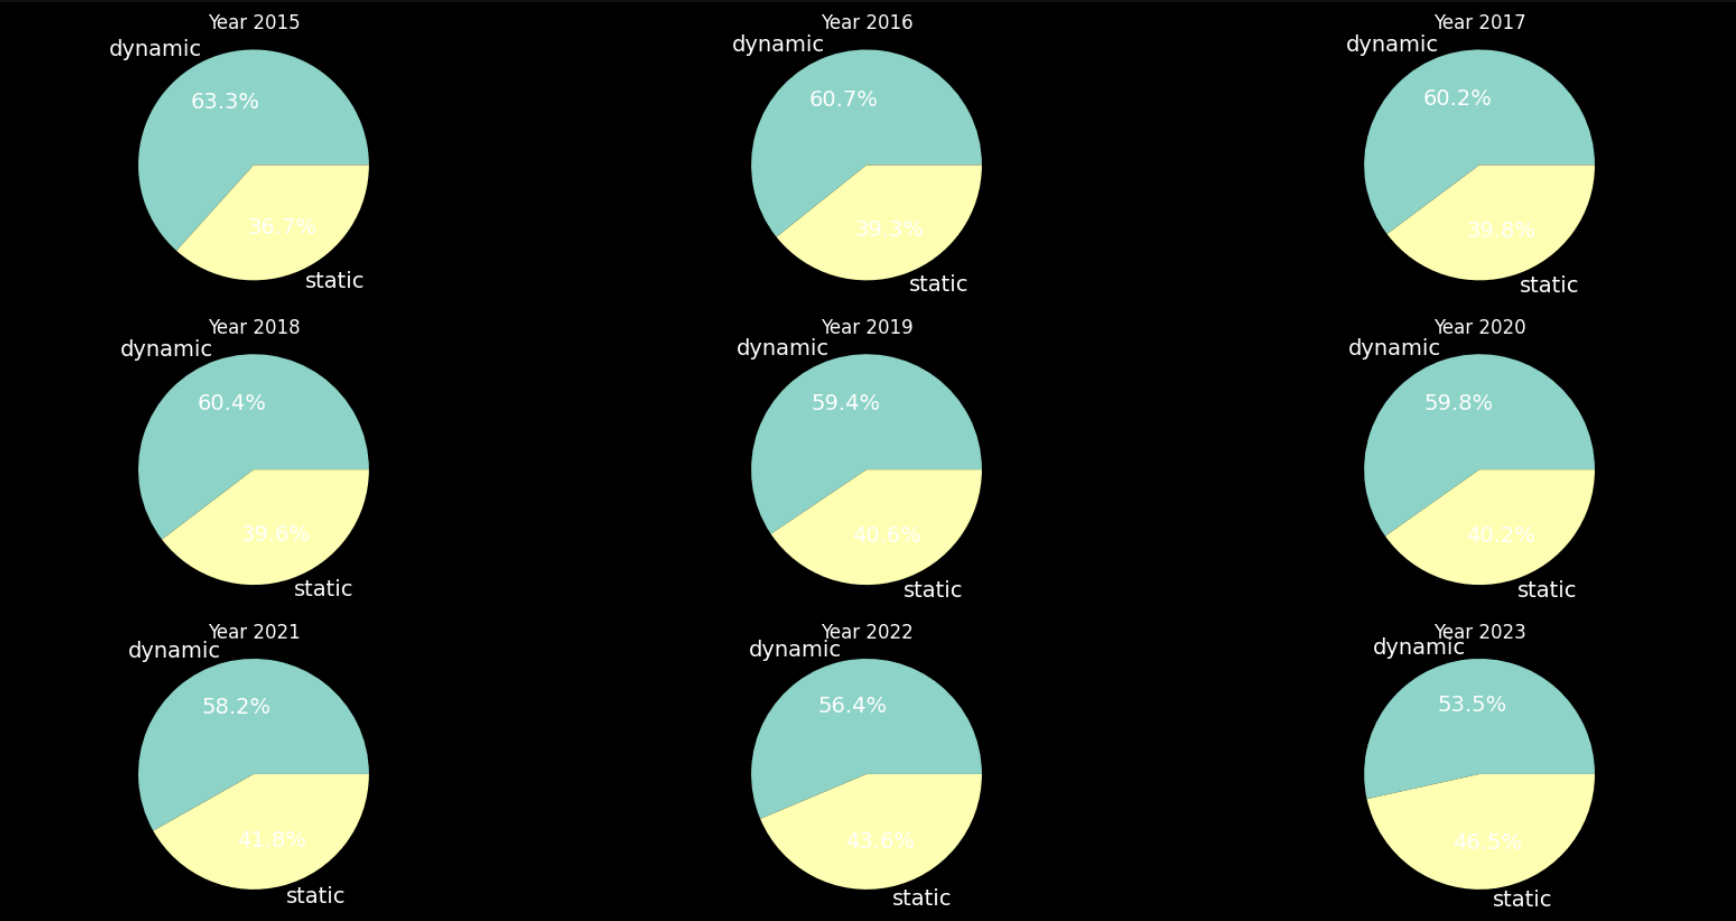 Year 2015
dynamic
63.3%
36.7%
static
Year 2016
dynamic
60.7%
39.3%
static
Year 2017
dynamic
60.2%
39.8%
static
Year 2018
dynamic
60.4%
39.6%
static
Year 2019
dynamic
59.4%
40.6%
static
Year 2020
dynamic
59.8%
40.2%
static
Year 2021
dynamic
58.2%
41.8%
static
Year 2022
dynamic
56.4%
43.6%
static
Year 2023
dynamic
53.5%
46.5%
static